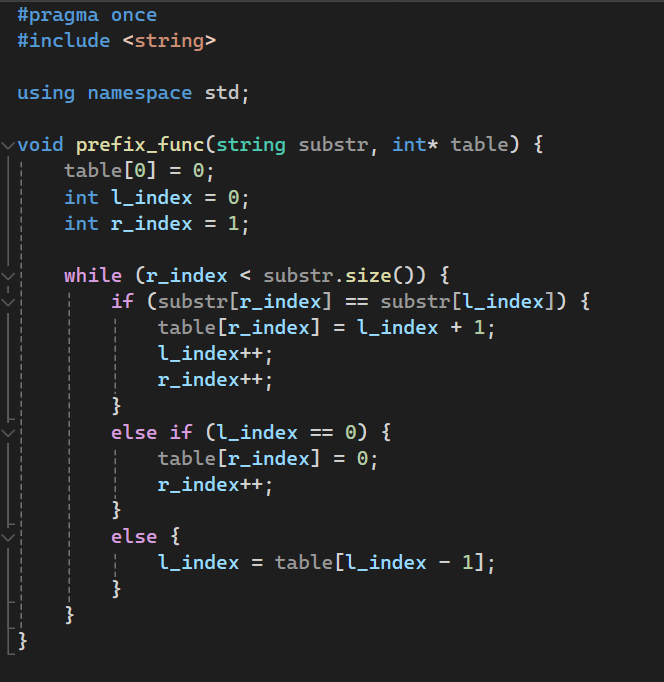 #pragma once
#include <string>
using namespace std;
void prefix_func(string substr, int* table) {
table[0] = 0;
int l_index = 0;
int r_index = 1;
while (r_index < substr.size()) {
if (substr[r_index] == substr[l_index]) {
table[r_index] = l_index + 1;
l_index++;
r_index++;
}
else if (l_index == 0) {
table[r_index] = 0;
r_index++;
}
else {
l_index = table[l_index - 1];
}
}
}